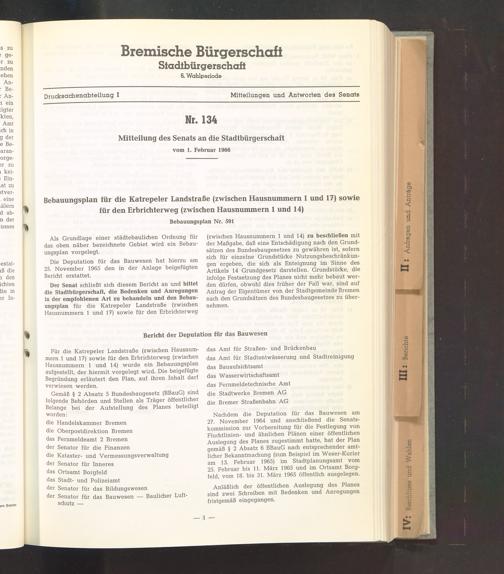 Bremische Bürgerschaft
Stadtbürgerschaft
6. Wahlperiode
Drucksachenabteilung I
Mitteilungen und Antworten des Senats
Nr. 134
Mitteilung des Senats an die Stadtbürgerschaft
vom 1. Februar 1966
Bebauungsplan für die Katrepeler Landstraße (zwischen Hausnummern 1 und 17) sowie
für den Erbrichterweg (zwischen Hausnummern 1 und 14)
Bebauungsplan Nr. 591
Als Grundlage einer städtebaulichen Ordnung für
das oben näher bezeichnete Gebiet wird ein Bebau-
ungsplan vorgelegt.
Die Deputation für das Bauwesen hat hierzu am
25. November 1965 den in der Anlage beigefügten
Bericht erstattet.
Der Senat schließt sich diesem Bericht an und bittet
die Stadtbürgerschaft, die Bedenken und Anregungen
in der empfohlenen Art zu behandeln und den Bebau-
ungsplan für die Katrepeler Landstraße (zwischen
Hausnummern 1 und 17) sowie für den Erbrichterweg
(zwischen Hausnummern 1 und 14) zu beschließen mit
der Maßgabe, daß eine Entschädigung nach den Grund-
sätzen des Bundesbaugesetzes zu gewähren ist, sofern
sich für einzelne Grundstücke Nutzungsbeschränkun-
gen ergeben, die sich als Enteignung im Sinne des
Artikels 14 Grundgesetz darstellen. Grundstücke, die
infolge Festsetzung des Planes nicht mehr bebaut wer-
den dürfen, obwohl dies früher der Fall war, sind auf
Antrag der Eigentümer von der Stadtgemeinde Bremen
nach den Grundsätzen des Bundesbaugesetzes zu über-
nehmen.
Bericht der Deputation für das Bauwesen
Für die Katrepeler Landstraße (zwischen Hausnum-
mern 1 und 17) sowie für den Erbrichterweg (zwischen
Hausnummern 1 und 14) wurde ein Bebauungsplan
aufgestellt, der hiermit vorgelegt wird. Die beigefügte
Begründung erläutert den Plan, auf ihren Inhalt darf
verwiesen werden.
Gemäß § 2 Absatz 5 Bundesbaugesetz (BBauG) sind
folgende Behörden und Stellen als Träger öffentlicher
Belange bei der Aufstellung des Planes beteiligt
worden:
die Handelskammer Bremen
die Oberpostdirektion Bremen
das Fernmeldeamt 2 Bremen
der Senator für die Finanzen
die Kataster- und Vermessungsverwaltung
der Senator für Inneres
das Ortsamt Borgfeld
das Stadt- und Polizeiamt
der Senator für das Bildungswesen
der Senator für das Bauwesen — Baulicher Luft-
schutz —
das Amt für Straßen- und Brückenbau
das Amt für Stadtentwässerung und Stadtreinigung
das Bauaufsichtsamt
das Wasserwirtschaftsamt
das Fernmeldetechnische Amt
die Stadtwerke Bremen AG
die Bremer Straßenbahn AG
Nachdem die Deputation für das Bauwesen am
27. November 1964 und anschließend die Senats-
kommission zur Vorbereitung für die Festlegung von
Fluchtlinien- und ähnlichen Plänen einer öffentlichen
Auslegung des Planes zugestimmt hatte, hat der Plan
gemäß § 2 Absatz 6 BBauG nach entsprechender amt-
licher Bekanntmachung (zum Beispiel im Weser-Kurier
am 13. Februar 1965) im Stadtplanungsamt vom
25. Februar bis 11. März 1965 und im Ortsamt Borg-
feld, vom 18. bis 31. März 1965 öffentlich ausgelegen.
Anläßlich der öffentlichen Auslegung des Planes
sind zwei Schreiben mit Bedenken und Anregungen
fristgemäß eingegangen.
— 1 —
II: Anfragen und Anträge
III: Berichte
IV: